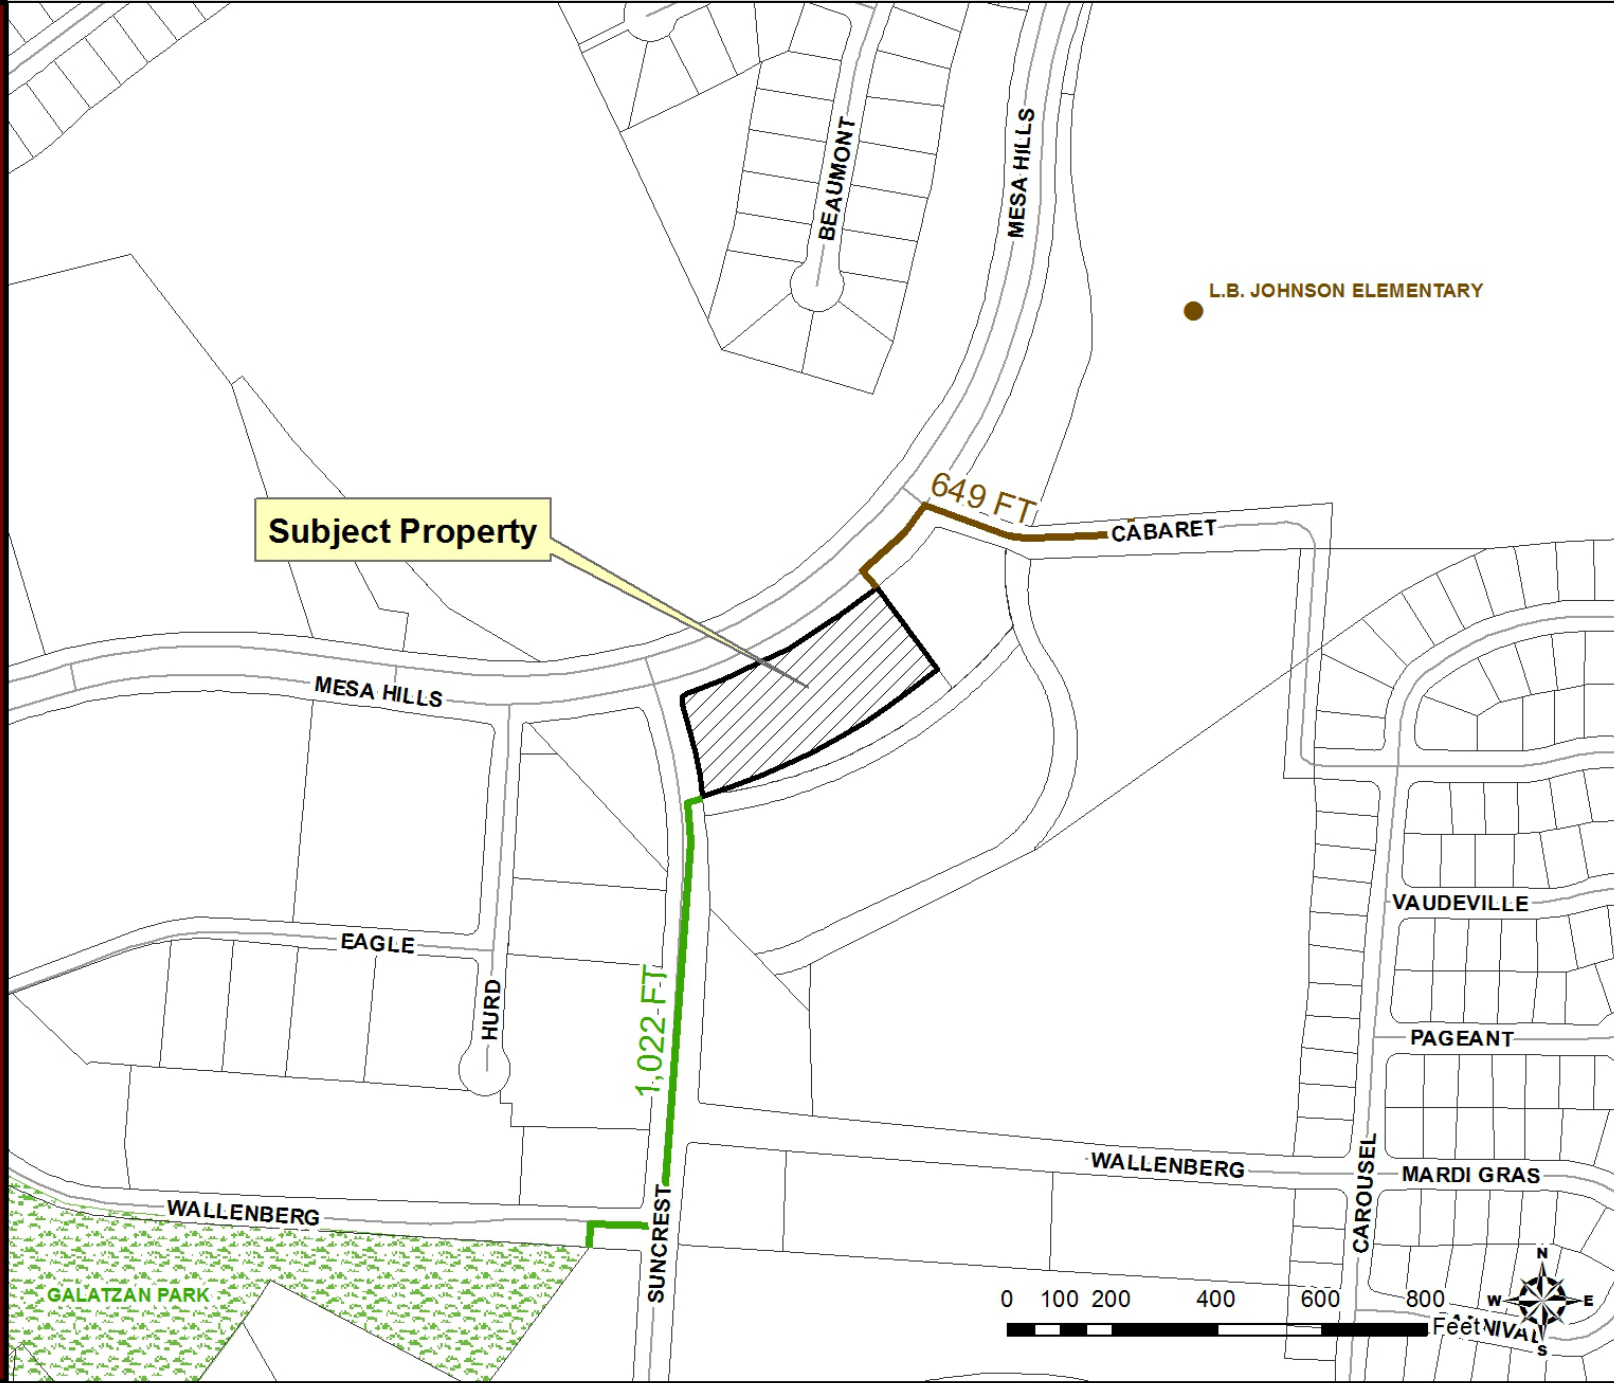 BEAUMONT
MESA HILLS
L.B. JOHNSON ELEMENTARY
649 FT
Subject Property
CABARET
MESA HILLS
VAUDEVILLE
EAGLE
HURD
1,022 FT
PAGEANT
WALLENBERG
CAROUSEL
MARDI GRAS
WALLENBERG
SUNCREST
GALATZAN PARK
N
W E
S
0 100 200 400 600 800
Feet